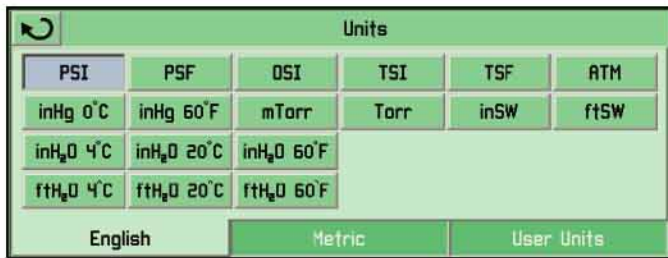 Units
PSI PSF OSI TSI TSF ATM
inHg 0°C inHg 60°F mTorr Torr inSW ftSW
inH₂O 4°C inH₂O 20°C inH₂O 60°F
ftH₂O 4°C ftH₂O 20°C ftH₂O 60°F
English Metric User Units